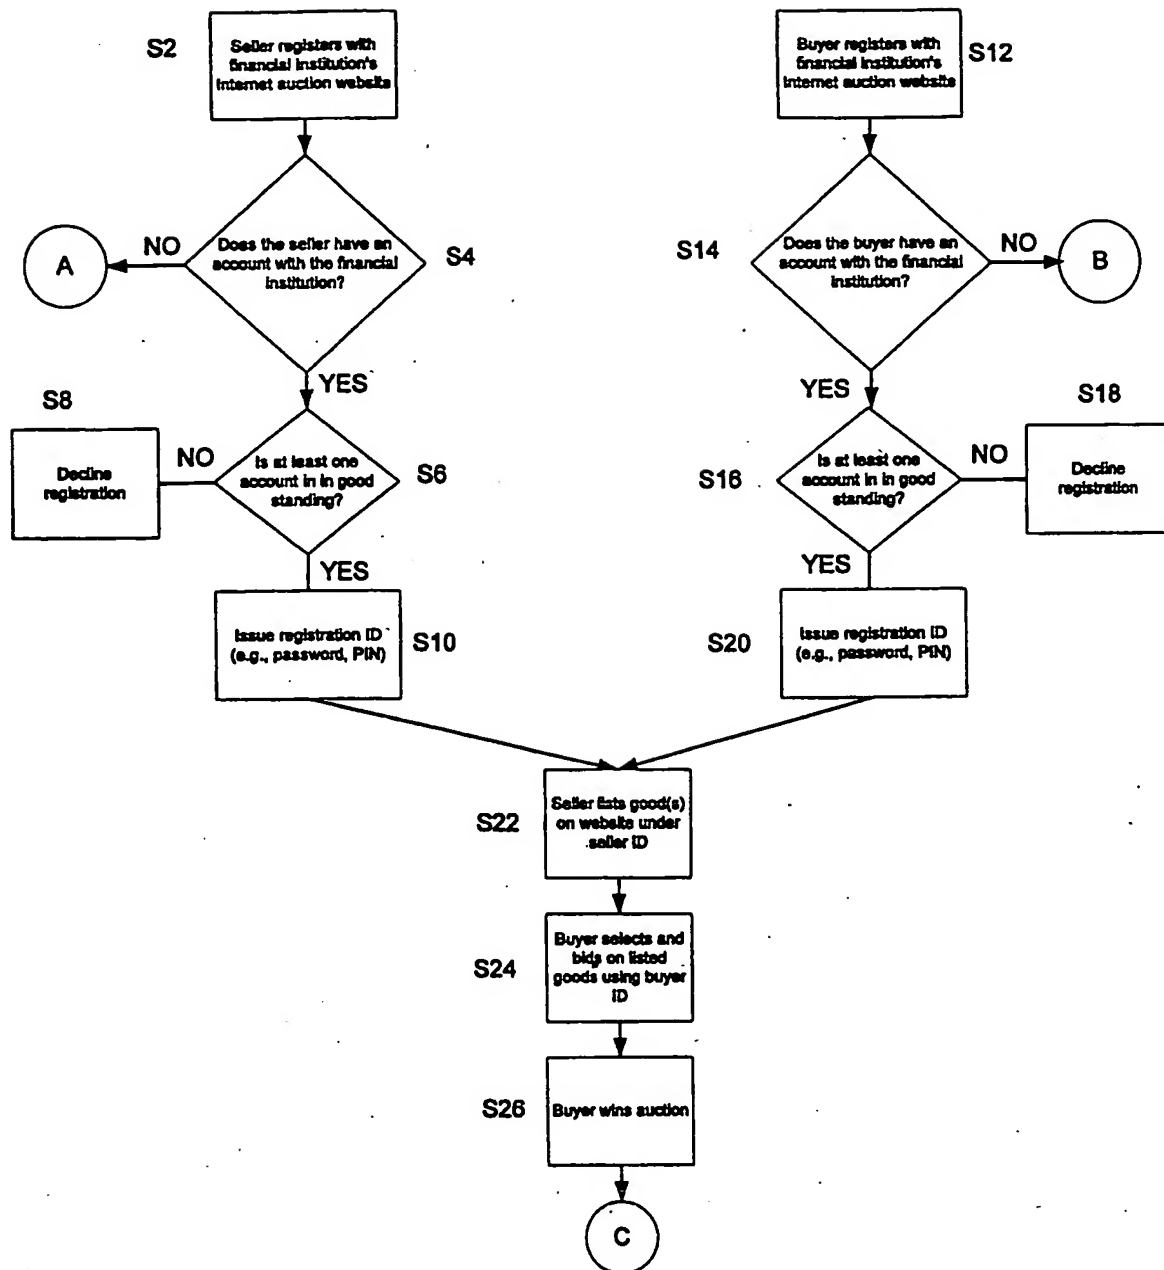 S2
Seller registers with
financial institution's
Internet auction website
Buyer registers with
financial institution's
Internet auction website
S12
A
NO
Does the seller have an
account with the financial
institution?
S4
S14
Does the buyer have an
account with the financial
institution?
NO
B
YES
YES
S8
Decline
registration
NO
Is at least one
account in in good
standing?
S6
S16
Is at least one
account in in good
standing?
NO
S18
Decline
registration
YES
YES
Issue registration ID
(e.g., password, PIN)
S10
S20
Issue registration ID
(e.g., password, PIN)
S22
Seller lists good(s)
on website under
seller ID
S24
Buyer selects and
bids on listed
goods using buyer
ID
S26
Buyer wins auction
C